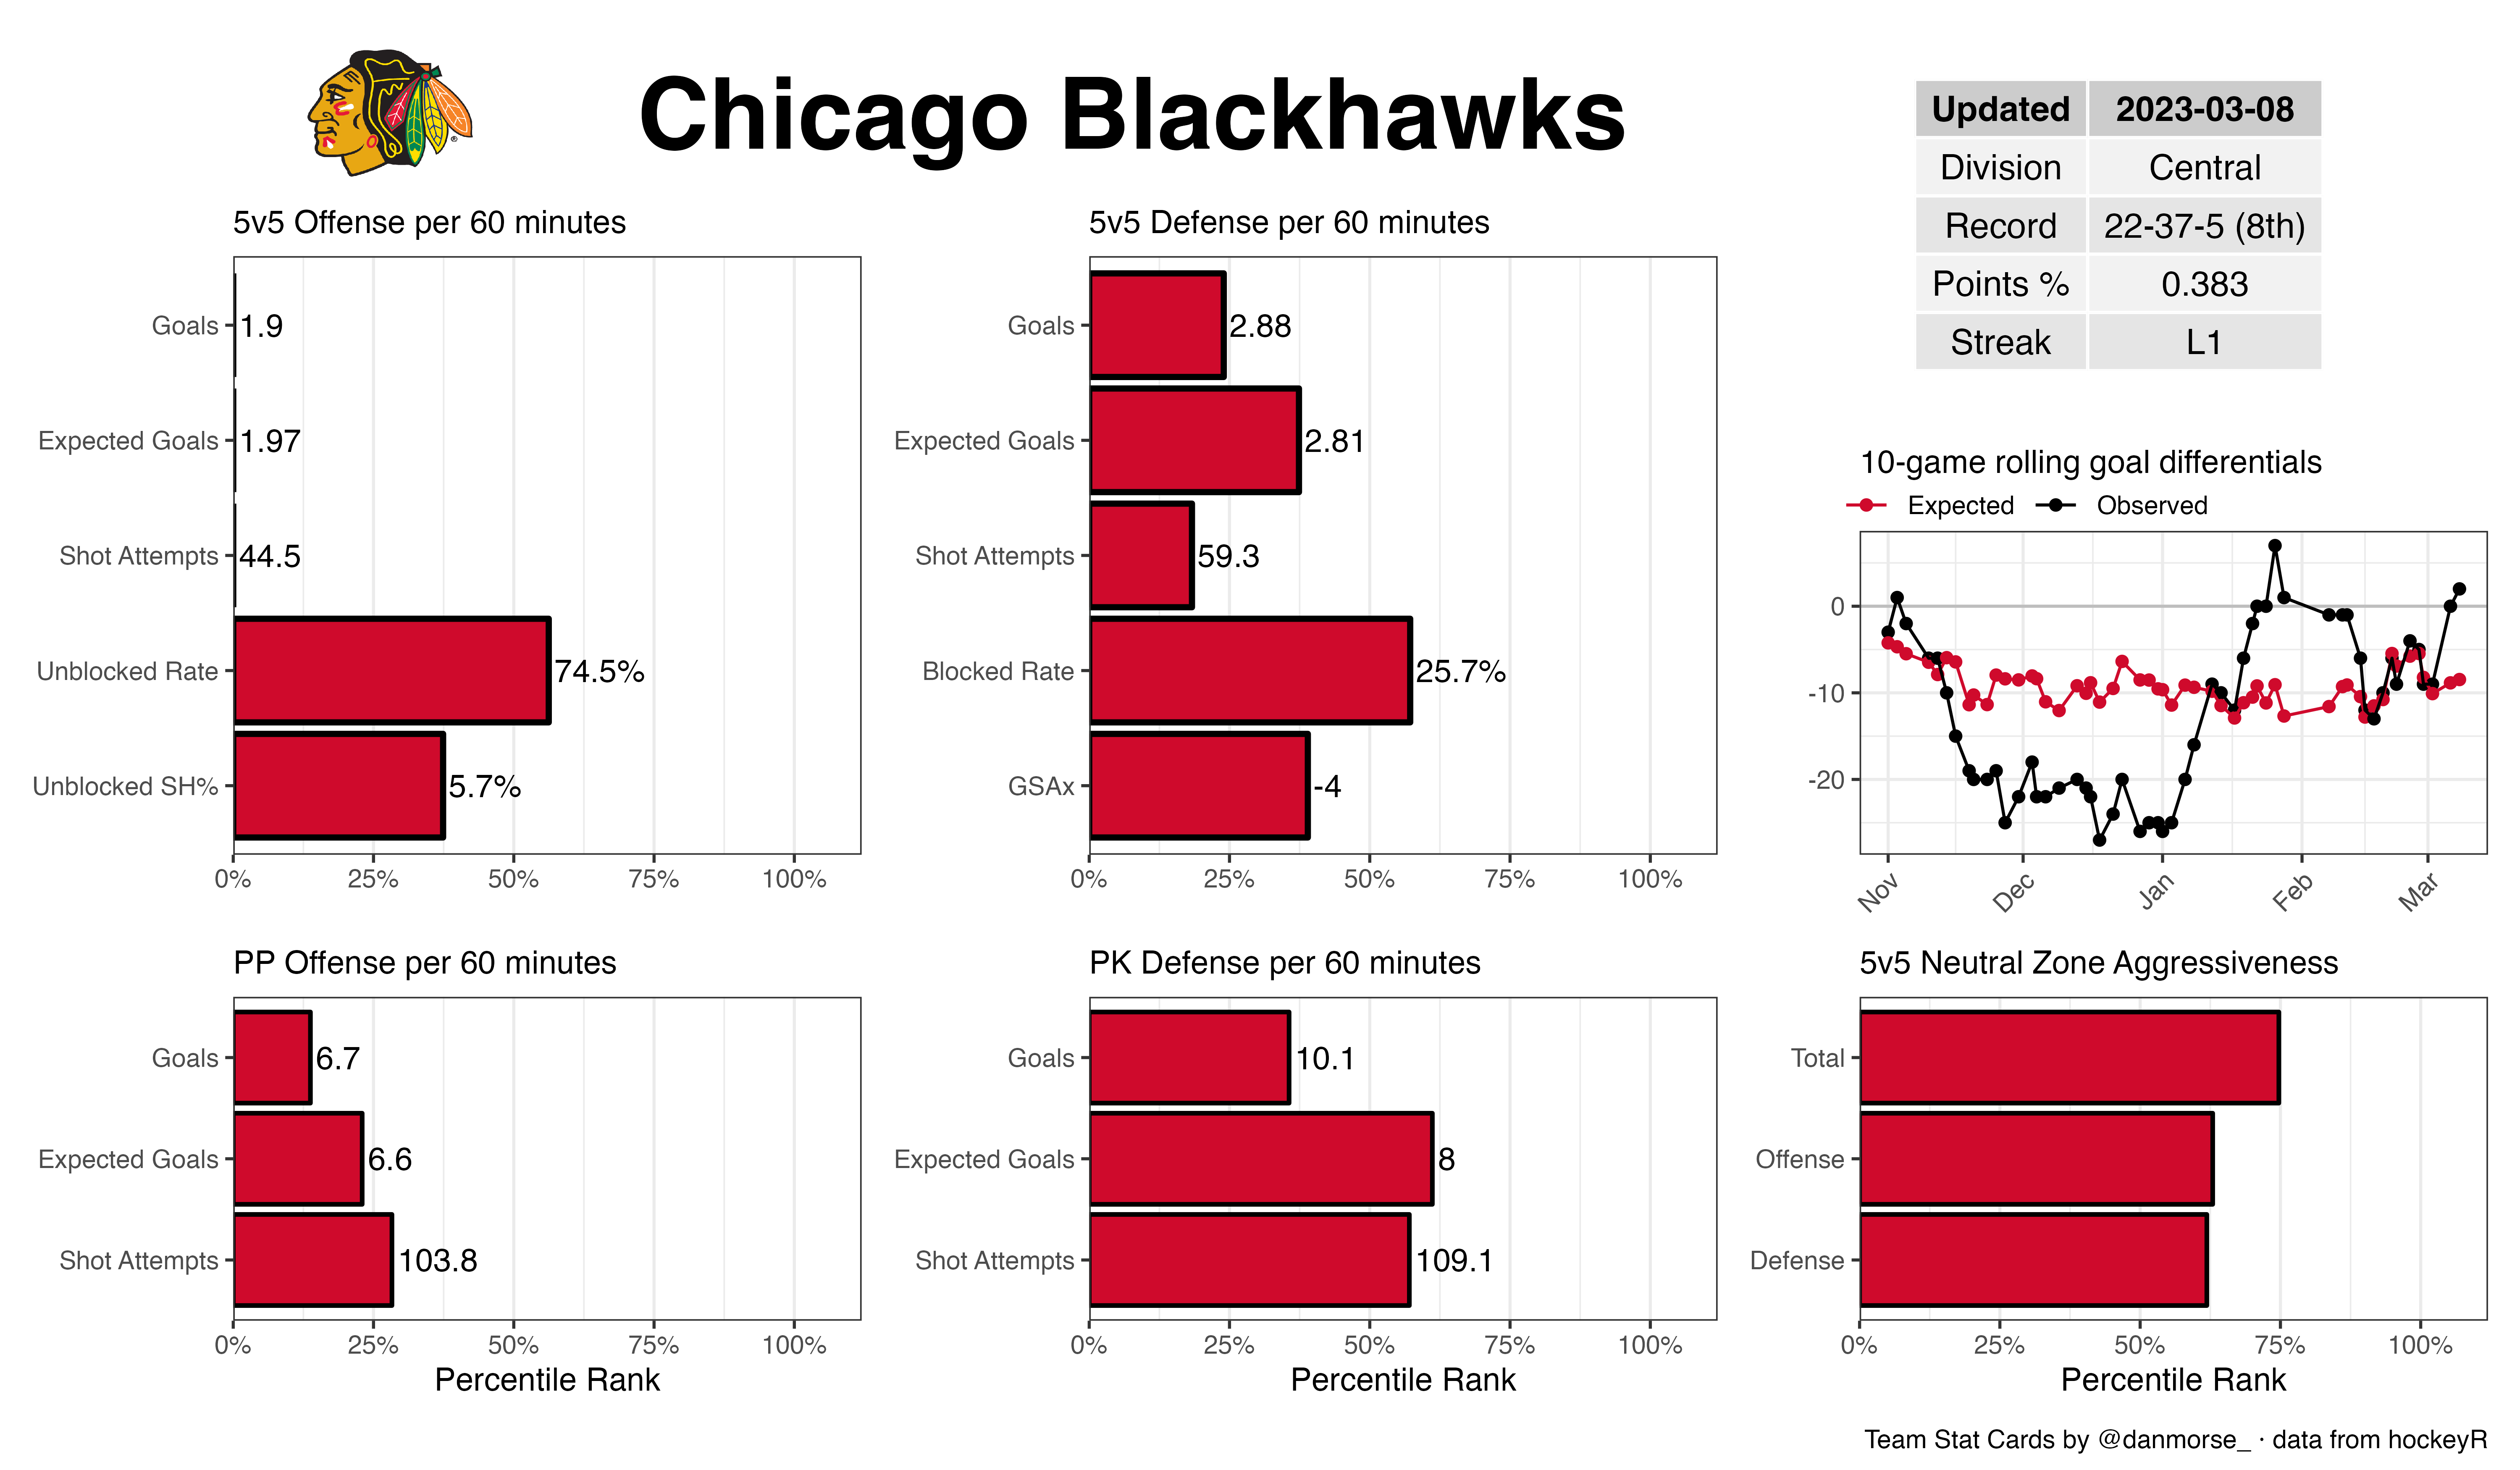 Chicago Blackhawks
Updated 2023-03-08
Division Central
Record 22-37-5 (8th)
Points % 0.383
Streak L1
5v5 Offense per 60 minutes
Goals 1.9
Expected Goals 1.97
Shot Attempts 44.5
Unblocked Rate 74.5%
Unblocked SH% 5.7%
0% 25% 50% 75% 100%
5v5 Defense per 60 minutes
Goals 2.88
Expected Goals 2.81
Shot Attempts 59.3
Blocked Rate 25.7%
GSAx -4
0% 25% 50% 75% 100%
10-game rolling goal differentials
Expected Observed
0
-10
-20
Nov Dec Jan Feb Mar
PP Offense per 60 minutes
Goals 6.7
Expected Goals 6.6
Shot Attempts 103.8
0% 25% 50% 75% 100%
Percentile Rank
PK Defense per 60 minutes
Goals 10.1
Expected Goals 8
Shot Attempts 109.1
0% 25% 50% 75% 100%
Percentile Rank
5v5 Neutral Zone Aggressiveness
Total
Offense
Defense
0% 25% 50% 75% 100%
Percentile Rank
Team Stat Cards by @danmorse_ · data from hockeyR